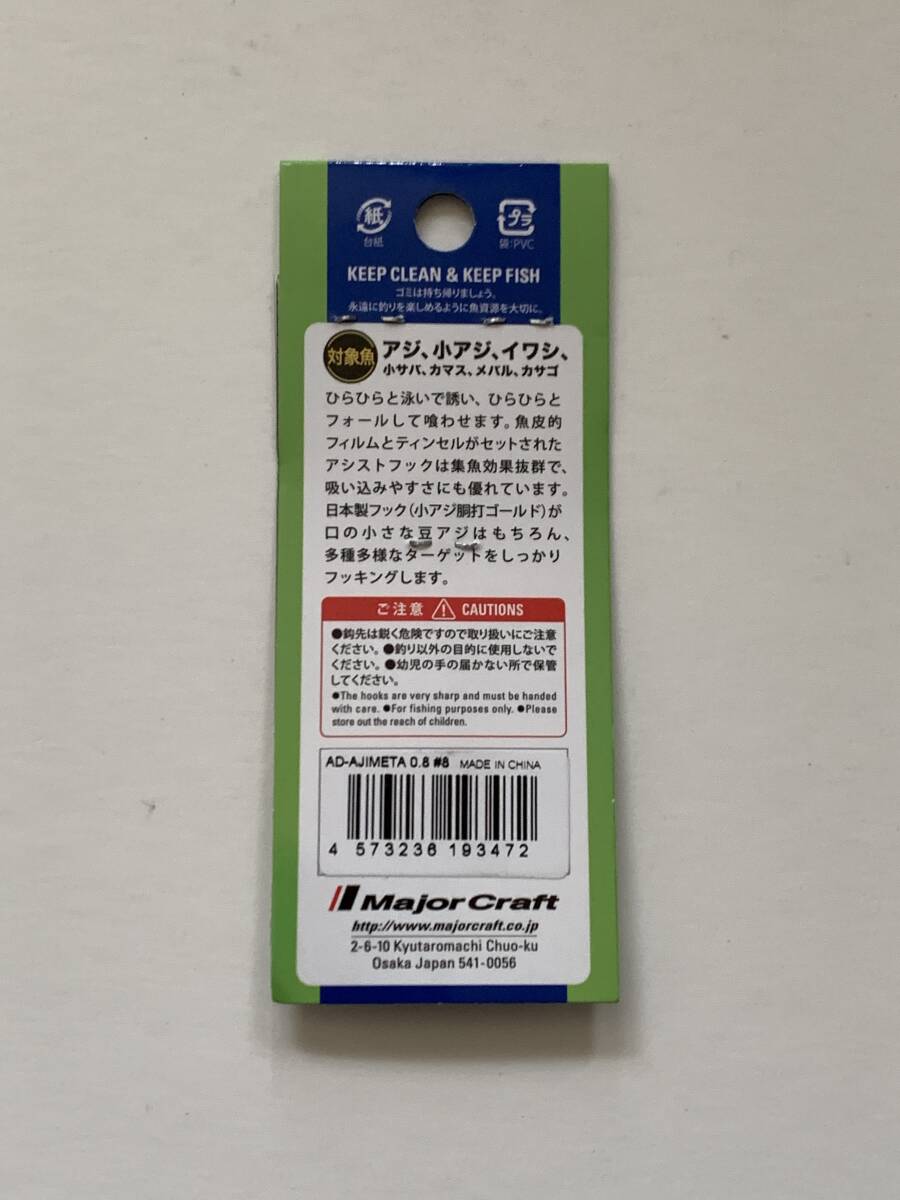 紙
台紙
プラ
袋:PVC
KEEP CLEAN & KEEP FISH
ゴミは持ち帰りましょう。
永遠に釣りを楽しめるように魚資源を大切に。
対象魚
アジ、小アジ、イワシ、
小サバ、カマス、メバル、カサゴ
ひらひらと泳いで誘い、ひらひらと
フォールして喰わせます。魚皮的
フィルムとティンセルがセットされた
アシストフックは集魚効果抜群で、
吸い込みやすさにも優れています。
日本製フック(小アジ胴打ゴールド)が
口の小さな豆アジはもちろん、
多種多様なターゲットをしっかり
フッキングします。
ご注意 CAUTIONS
●鈎先は鋭く危険ですので取り扱いにご注意
ください。●釣り以外の目的に使用しないで
ください。●幼児の手の届かない所で保管
してください。
●The hooks are very sharp and must be handed
with care. ●For fishing purposes only. ●Please
store out the reach of children.
AD-AJIMETA 0.8 #8 MADE IN CHINA
4 573236 193472
Major Craft
http://www.majorcraft.co.jp
2-6-10 Kyutaromachi Chuo-ku
Osaka Japan 541-0056